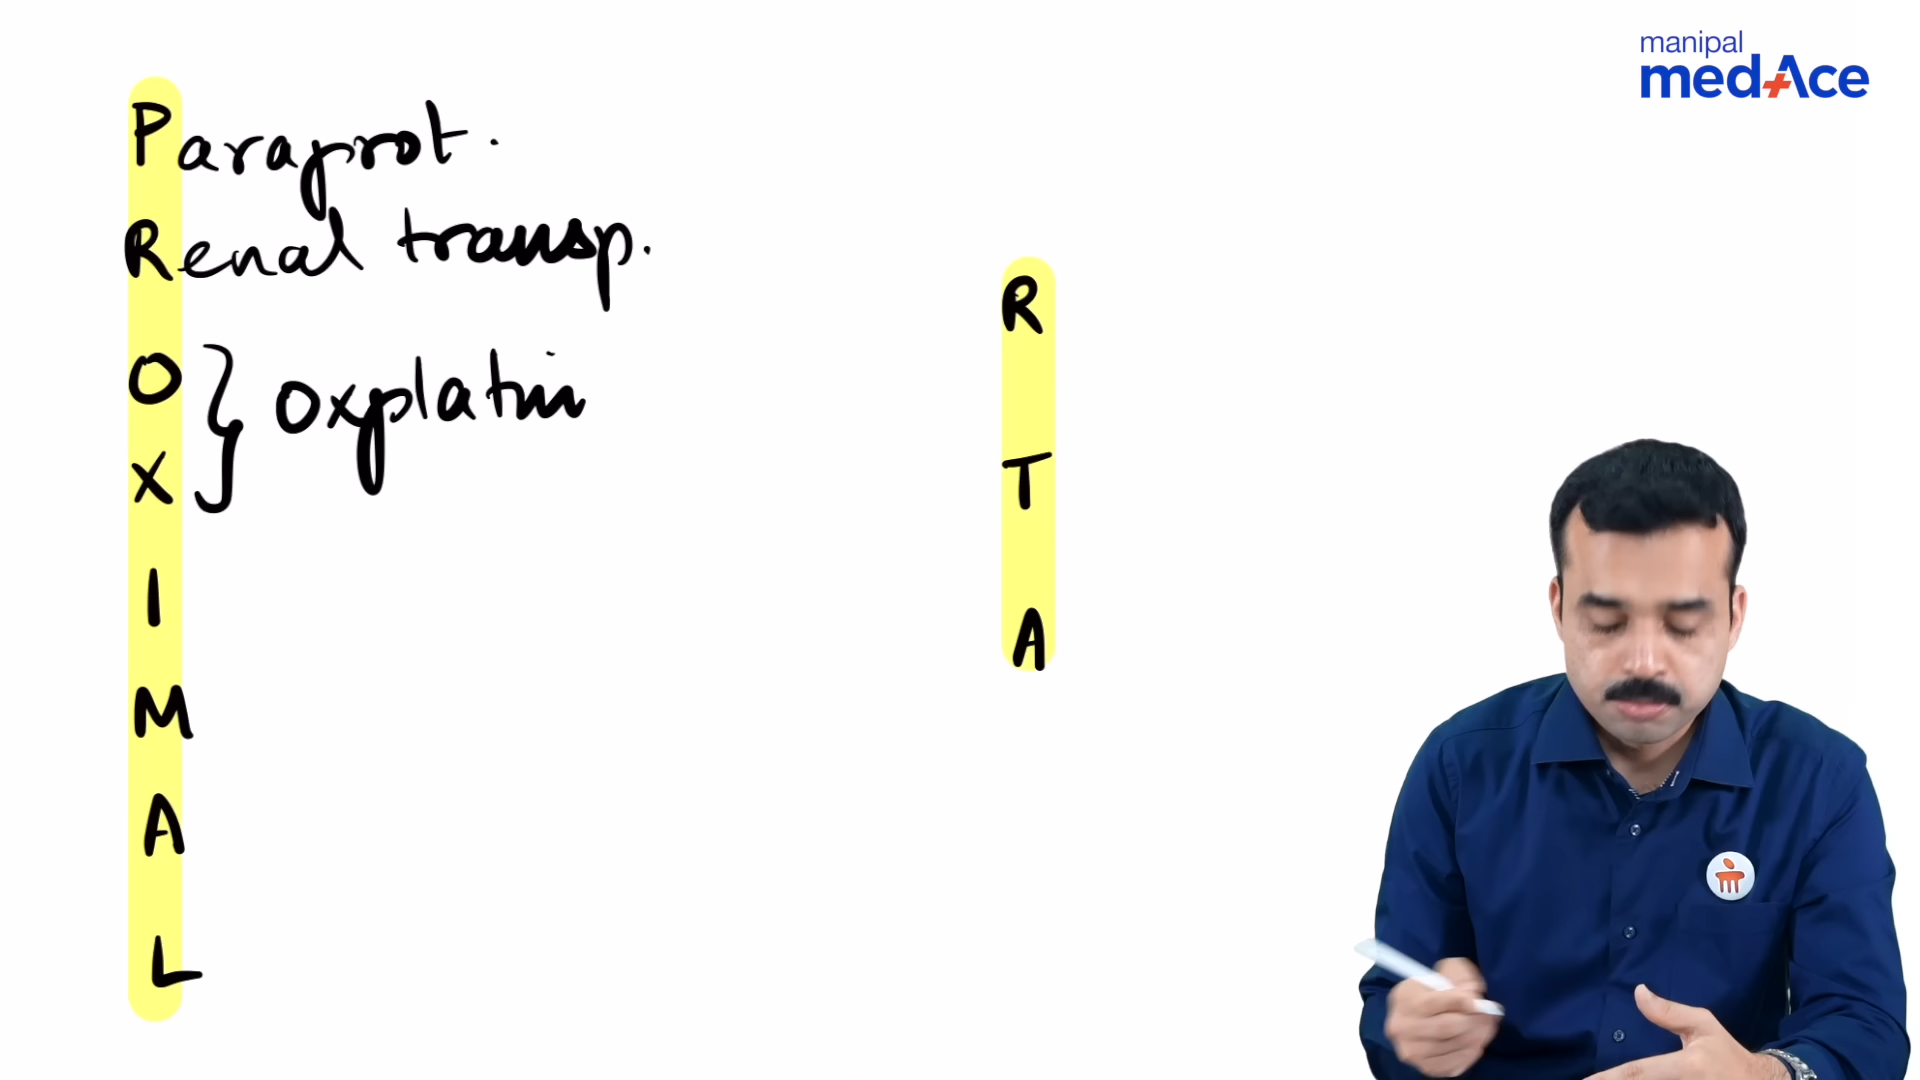 manipal
medAce
Paraprot.
Renal transp.
O } Oxplatin
X
I
M
A
L
R
T
A